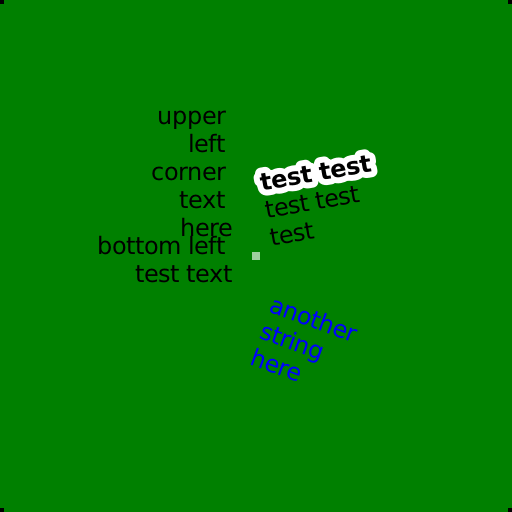 upper
left
corner
text
here
bottom left
test text
test test
test test
test
another
string
here